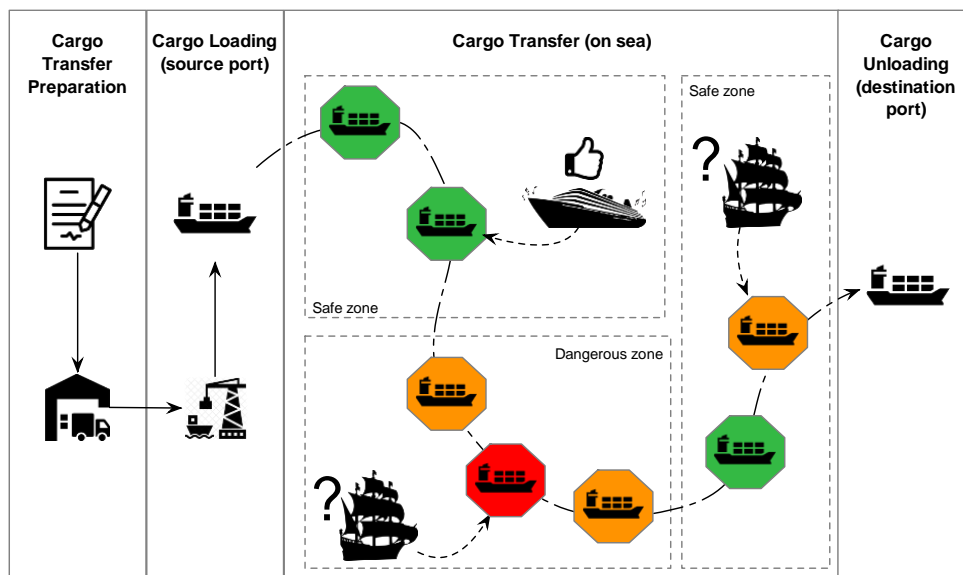 Cargo
Transfer
Preparation
Cargo Loading
(source port)
Cargo Transfer (on sea)
Cargo
Unloading
(destination
port)
Safe zone
Safe zone
Dangerous zone
?
?